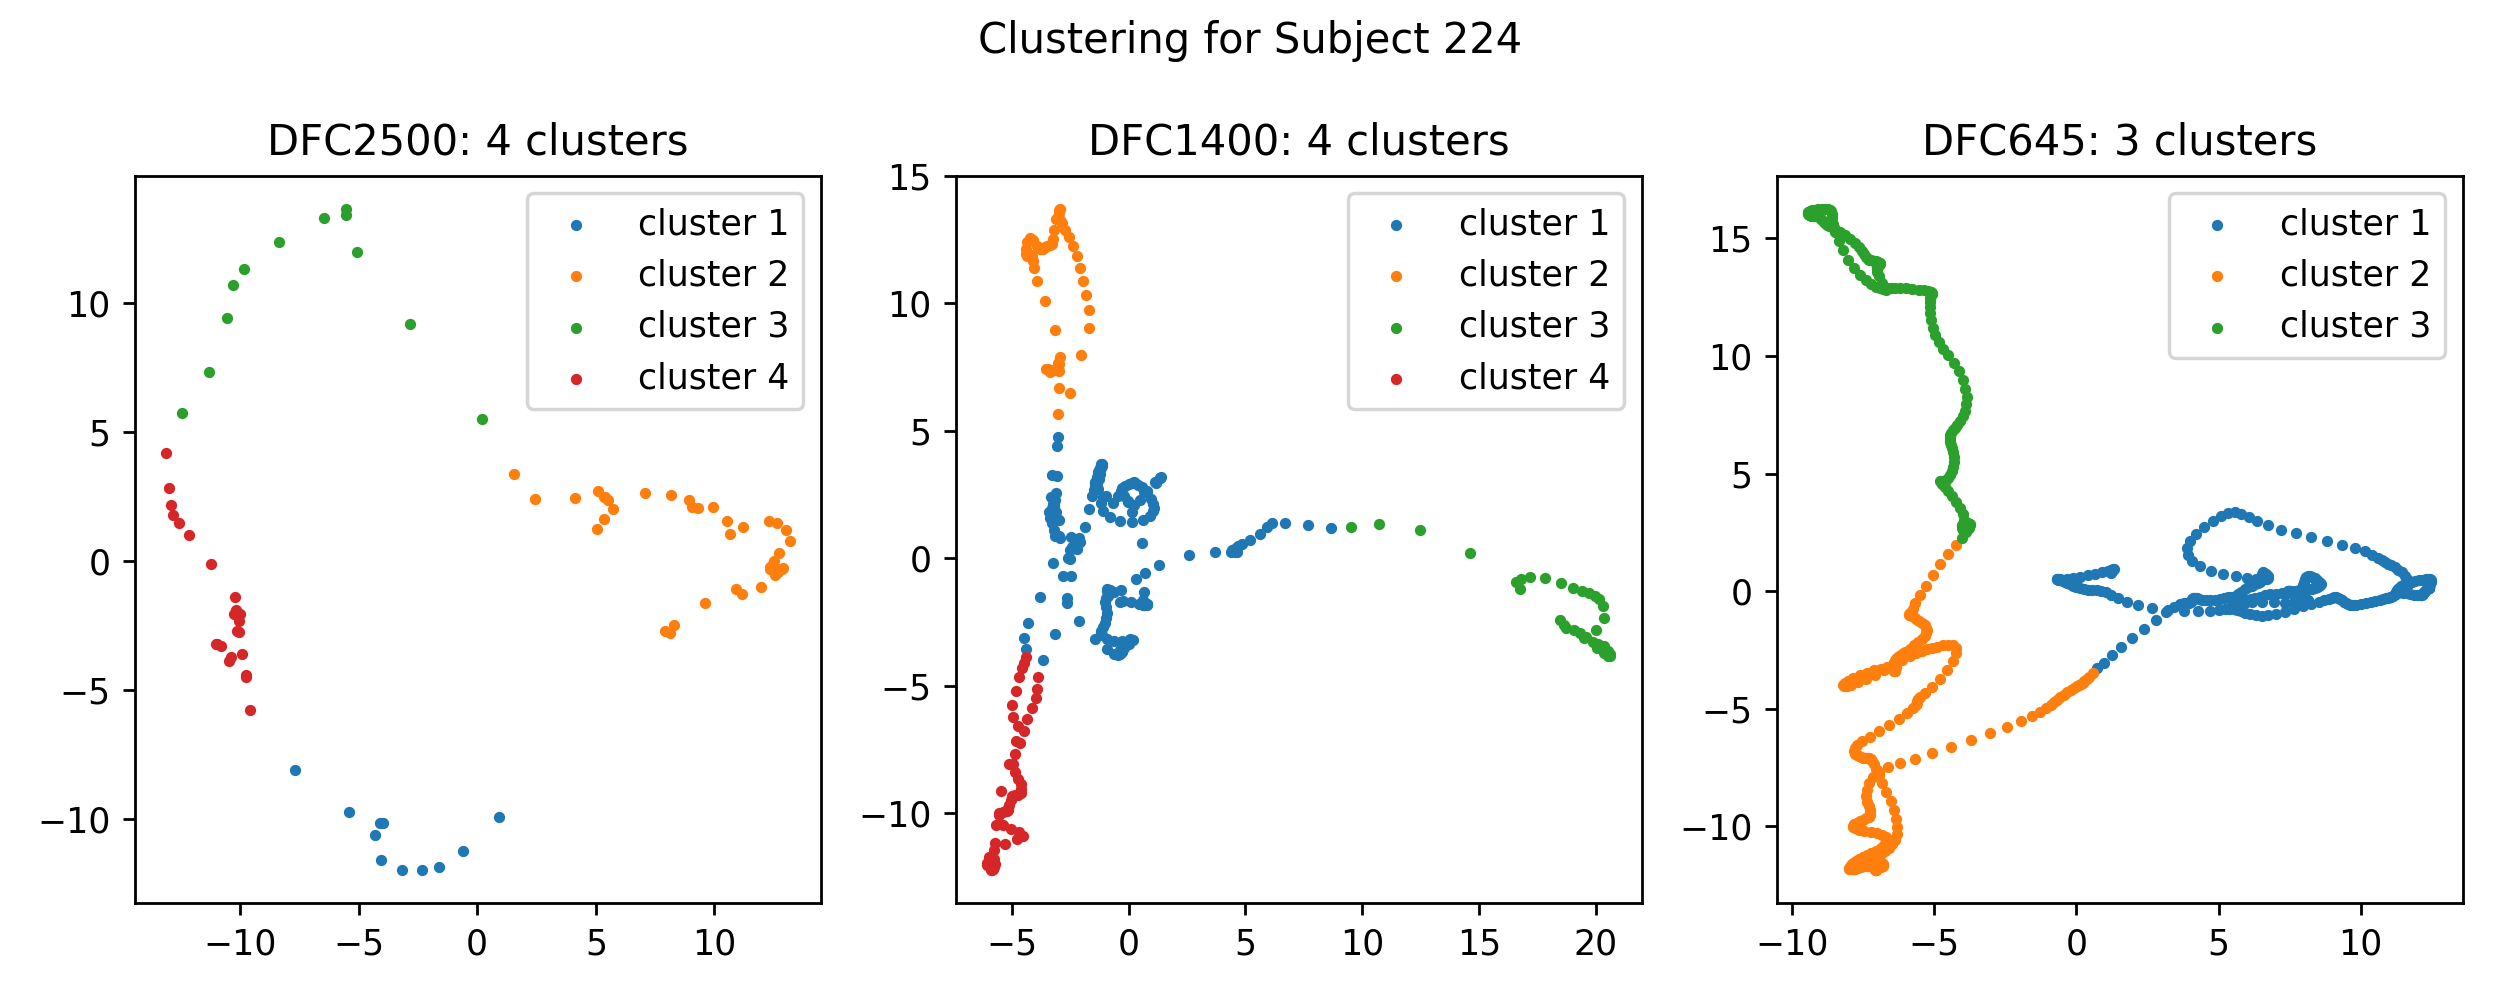 Clustering for Subject 224
DFC2500: 4 clusters
cluster 1
cluster 2
cluster 3
cluster 4
10
5
0
−5
−10
−10
−5
0
5
10
DFC1400: 4 clusters
cluster 1
cluster 2
cluster 3
cluster 4
15
10
5
0
−5
−10
−5
0
5
10
15
20
DFC645: 3 clusters
cluster 1
cluster 2
cluster 3
15
10
5
0
−5
−10
−10
−5
0
5
10